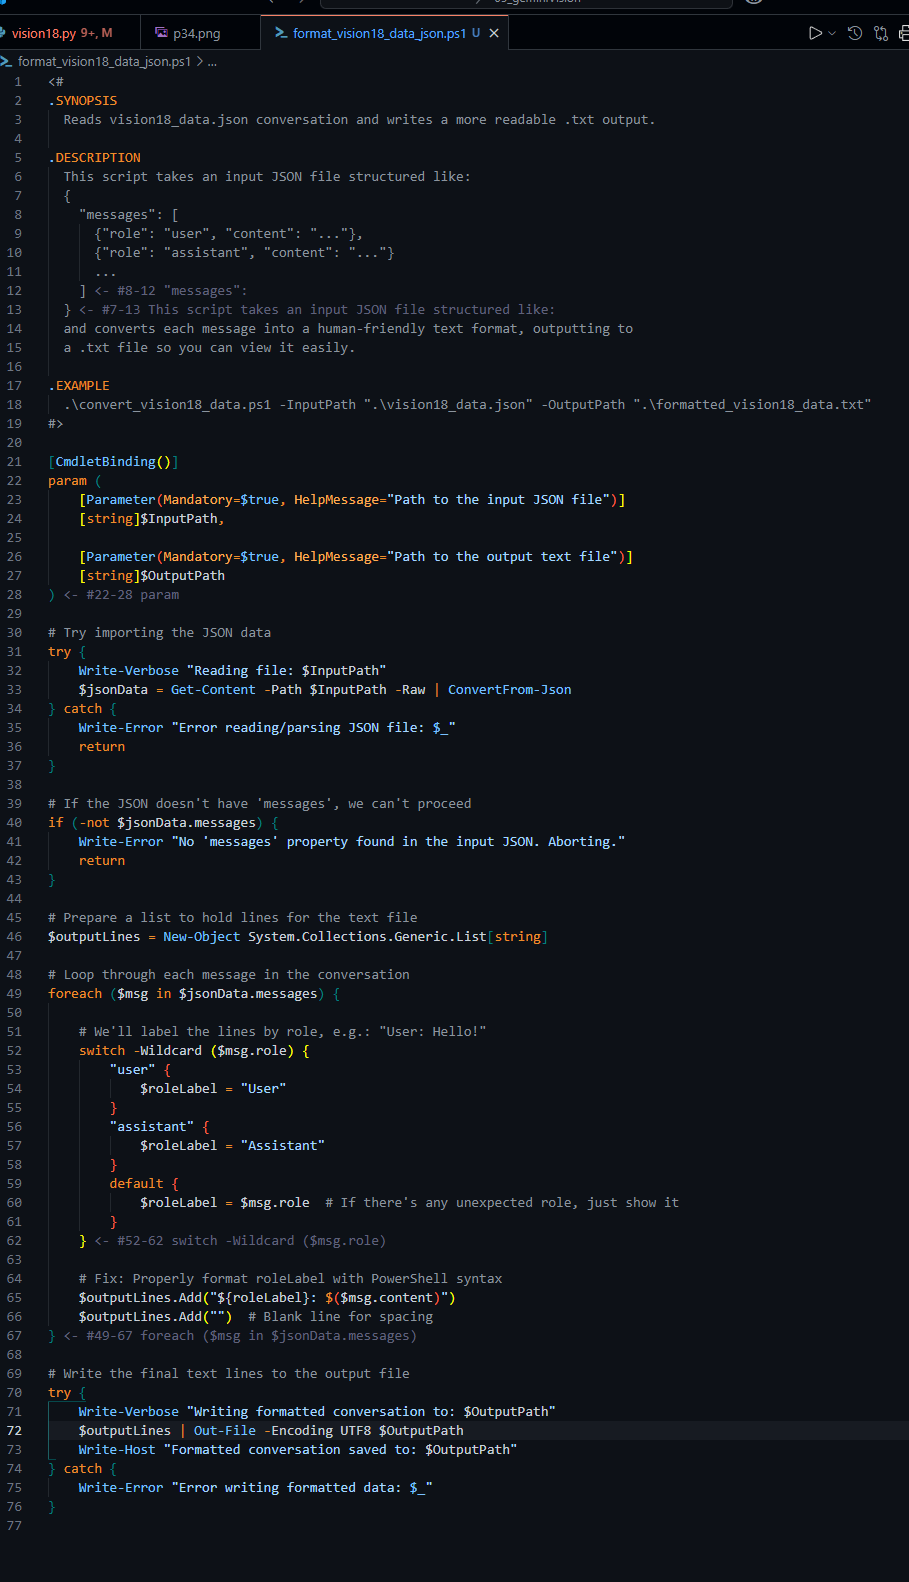 vision18.py 9+, M
p34.png
format_vision18_data_json.ps1 U
format_vision18_data_json.ps1 > ...
1 <#
2 .SYNOPSIS
3 Reads vision18_data.json conversation and writes a more readable .txt output.
4
5 .DESCRIPTION
6 This script takes an input JSON file structured like:
7 {
8 "messages": [
9 {"role": "user", "content": "..."},
10 {"role": "assistant", "content": "..."}
11 ...
12 ] <- #8-12 "messages":
13 } <- #7-13 This script takes an input JSON file structured like:
14 and converts each message into a human-friendly text format, outputting to
15 a .txt file so you can view it easily.
16
17 .EXAMPLE
18 .\convert_vision18_data.ps1 -InputPath ".\vision18_data.json" -OutputPath ".\formatted_vision18_data.txt"
19 #>
20
21 [CmdletBinding()]
22 param (
23 [Parameter(Mandatory=$true, HelpMessage="Path to the input JSON file")]
24 [string]$InputPath,
25
26 [Parameter(Mandatory=$true, HelpMessage="Path to the output text file")]
27 [string]$OutputPath
28 ) <- #22-28 param
29
30 # Try importing the JSON data
31 try {
32 Write-Verbose "Reading file: $InputPath"
33 $jsonData = Get-Content -Path $InputPath -Raw | ConvertFrom-Json
34 } catch {
35 Write-Error "Error reading/parsing JSON file: $_"
36 return
37 }
38
39 # If the JSON doesn't have 'messages', we can't proceed
40 if (-not $jsonData.messages) {
41 Write-Error "No 'messages' property found in the input JSON. Aborting."
42 return
43 }
44
45 # Prepare a list to hold lines for the text file
46 $outputLines = New-Object System.Collections.Generic.List[string]
47
48 # Loop through each message in the conversation
49 foreach ($msg in $jsonData.messages) {
50
51 # We'll label the lines by role, e.g.: "User: Hello!"
52 switch -Wildcard ($msg.role) {
53 "user" {
54 $roleLabel = "User"
55 }
56 "assistant" {
57 $roleLabel = "Assistant"
58 }
59 default {
60 $roleLabel = $msg.role # If there's any unexpected role, just show it
61 }
62 } <- #52-62 switch -Wildcard ($msg.role)
63
64 # Fix: Properly format roleLabel with PowerShell syntax
65 $outputLines.Add("${roleLabel}: $($msg.content)")
66 $outputLines.Add("") # Blank line for spacing
67 } <- #49-67 foreach ($msg in $jsonData.messages)
68
69 # Write the final text lines to the output file
70 try {
71 Write-Verbose "Writing formatted conversation to: $OutputPath"
72 $outputLines | Out-File -Encoding UTF8 $OutputPath
73 Write-Host "Formatted conversation saved to: $OutputPath"
74 } catch {
75 Write-Error "Error writing formatted data: $_"
76 }
77